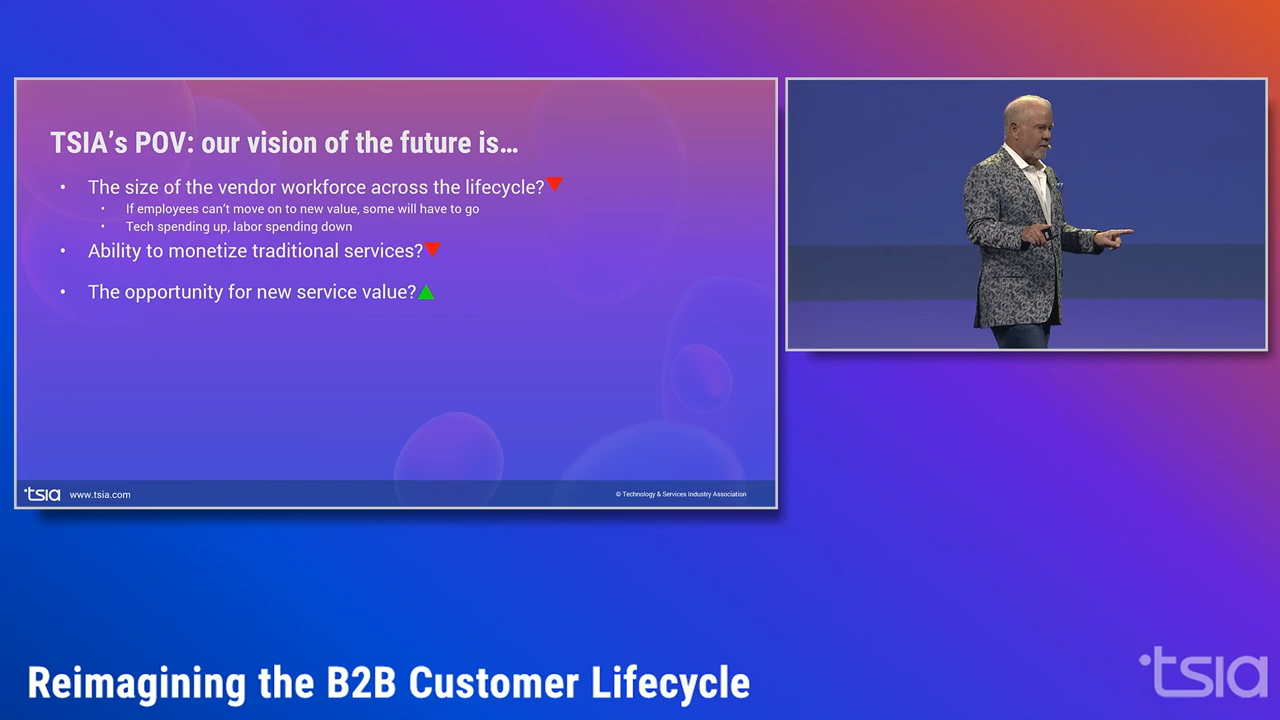 TSIA's POV: our vision of the future is…
• The size of the vendor workforce across the lifecycle?
• If employees can't move on to new value, some will have to go
• Tech spending up, labor spending down
• Ability to monetize traditional services?
• The opportunity for new service value?
tsia www.tsia.com
© Technology & Services Industry Association
Reimagining the B2B Customer Lifecycle
tsia